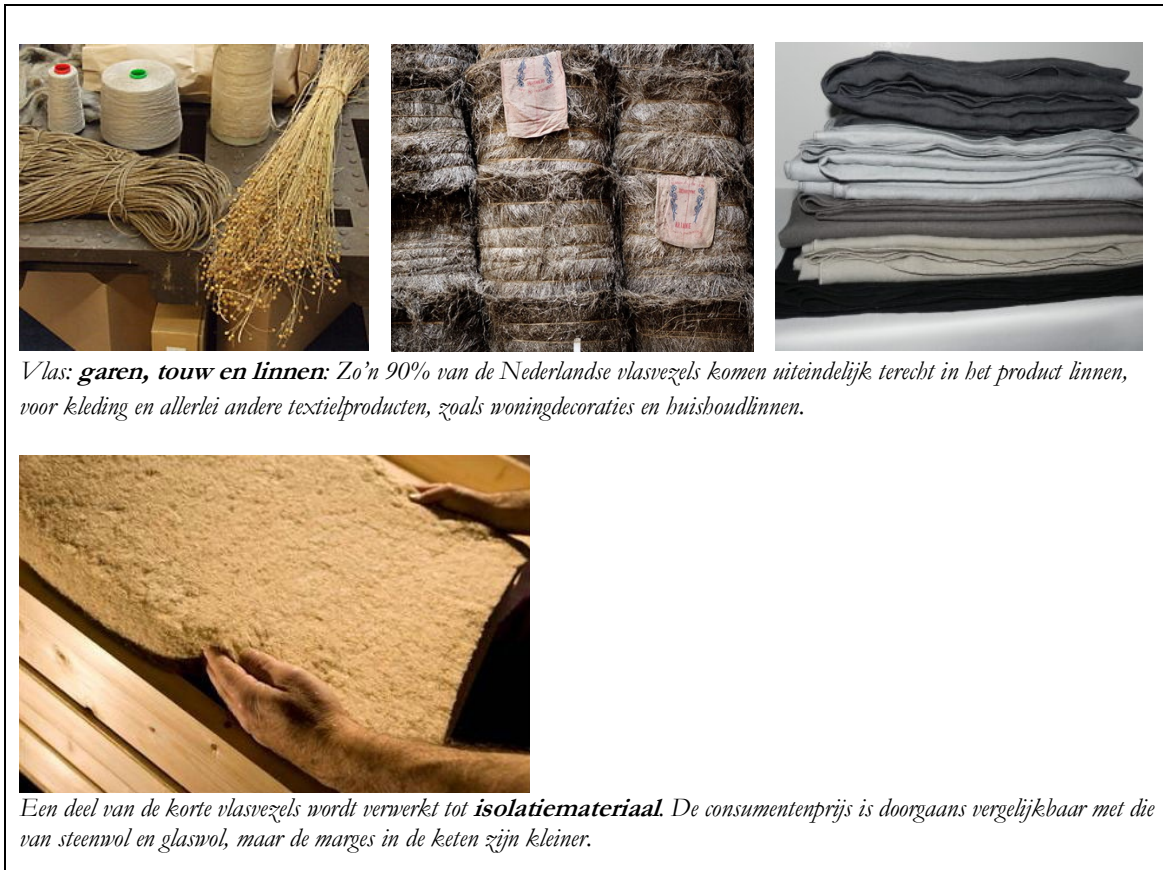 Vlas: garen, touw en linnen: Zo'n 90% van de Nederlandse vlasvezels komen uiteindelijk terecht in het product linnen,
voor kleding en allerlei andere textielproducten, zoals woningdecoraties en huishoudlinnen.
Een deel van de korte vlasvezels wordt verwerkt tot isolatiemateriaal. De consumentenprijs is doorgaans vergelijkbaar met die
van steenwol en glaswol, maar de marges in de keten zijn kleiner.